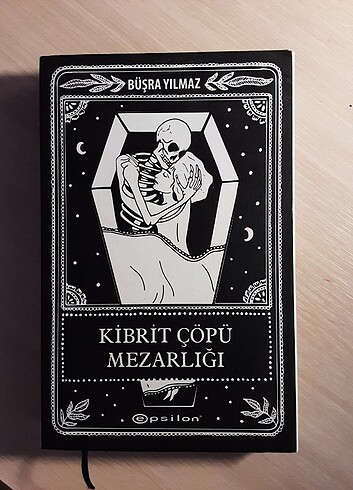 BÜŞRA YILMAZ
KİBRİT ÇÖPÜ
MEZARLIĞI
epsilon®